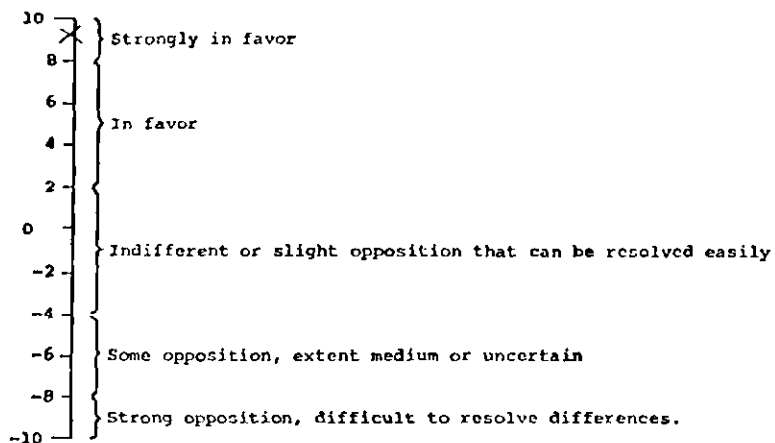 10
Strongly in favor
8
6
In favor
4
2
0
Indifferent or slight opposition that can be resolved easily
-2
-4
-6 Some opposition, extent medium or uncertain
-8
Strong opposition, difficult to resolve differences.
-10